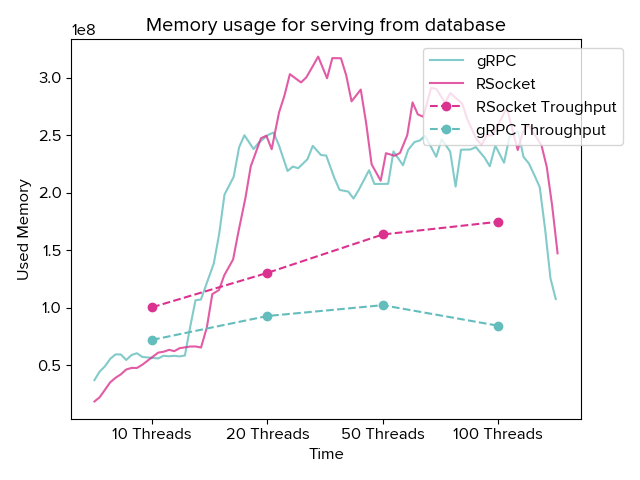 Memory usage for serving from database
1e8
gRPC
RSocket
RSocket Troughput
gRPC Throughput
3.0
2.5
2.0
1.5
1.0
0.5
Used Memory
10 Threads
20 Threads
50 Threads
100 Threads
Time